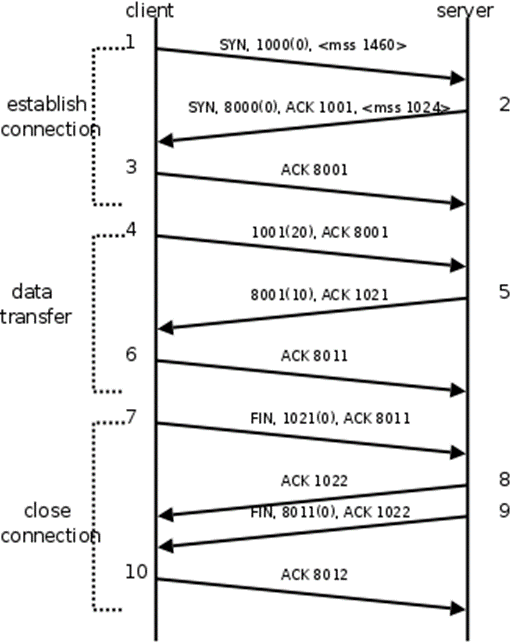 client server
1 SYN, 1000(0), <mss 1460>
establish
connection
SYN, 8000(0), ACK 1001, <mss 1024> 2
3 ACK 8001
4 1001(20), ACK 8001
data
transfer
8001(10), ACK 1021 5
6 ACK 8011
7 FIN, 1021(0), ACK 8011
close
connection
ACK 1022 8
FIN, 8011(0), ACK 1022 9
10 ACK 8012